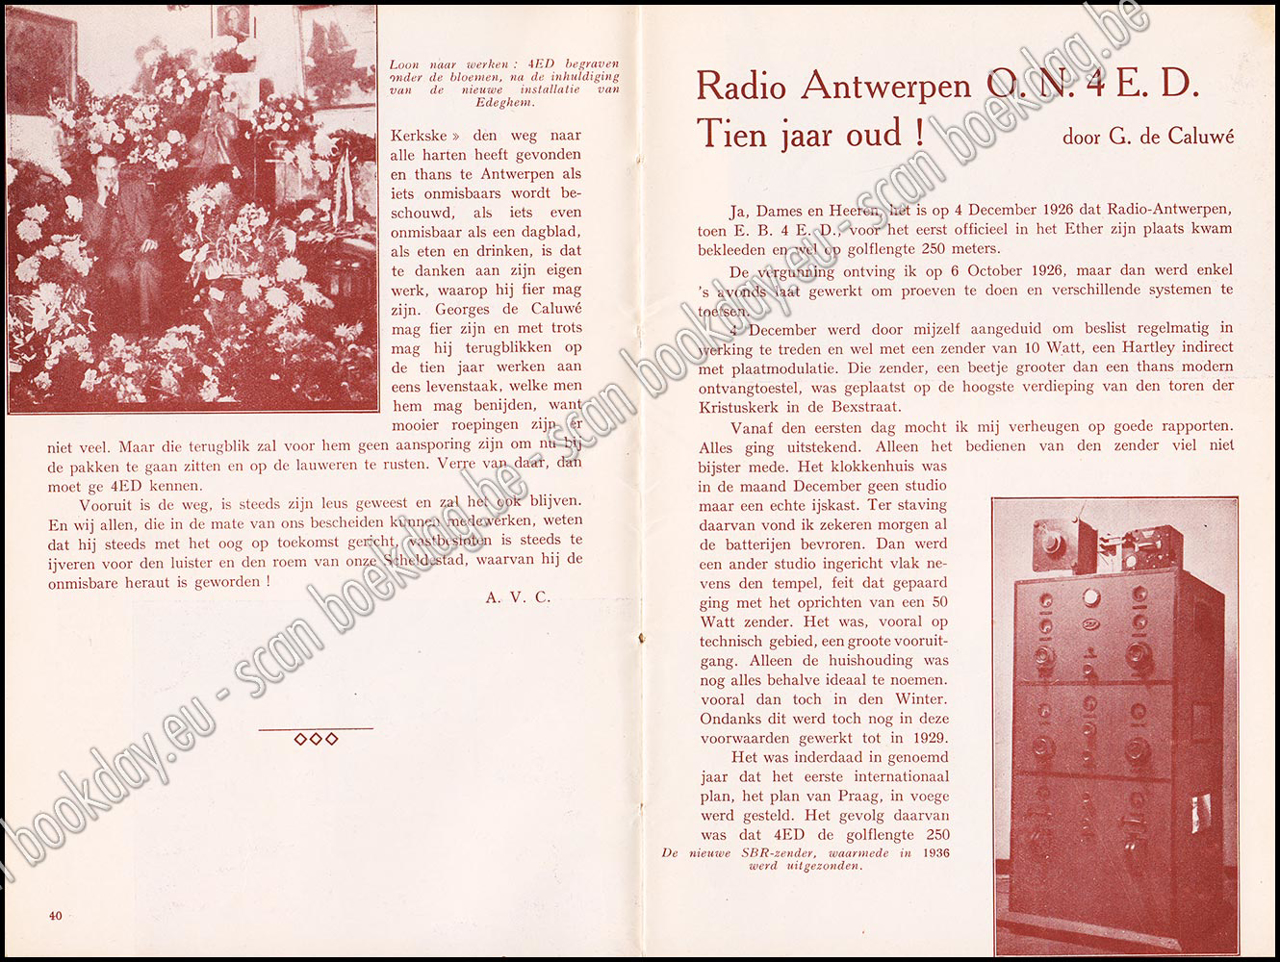 Loon naar werken : 4ED begraven
onder de bloemen, na de inhuldiging
van de nieuwe installatie van
Edeghem.
Kerkske » den weg naar
alle harten heeft gevonden
en thans te Antwerpen als
iets onmisbaars wordt be-
schouwd, als iets even
onmisbaar als een dagblad,
als eten en drinken, is dat
te danken aan zijn eigen
werk, waarop hij fier mag
zijn. Georges de Caluwé
mag fier zijn en met trots
mag hij terugblikken op
de tien jaar werken aan
eens levenstaak, welke men
hem mag benijden, want
mooier roepingen zijn er
niet veel. Maar die terugblik zal voor hem geen aansporing zijn om nu bij
de pakken te gaan zitten en op de lauweren te rusten. Verre van daar, dan
moet ge 4ED kennen.
Vooruit is de weg, is steeds zijn leus geweest en zal het ook blijven.
En wij allen, die in de mate van ons bescheiden kunnen medewerken, weten
dat hij steeds met het oog op toekomst gericht, vastbesloten is steeds te
ijveren voor den luister en den roem van onze Scheldestad, waarvan hij de
onmisbare heraut is geworden !
A. V. C.
40
Radio Antwerpen O. N. 4 E. D.
Tien jaar oud !
door G. de Caluwé
Ja, Dames en Heeren, het is op 4 December 1926 dat Radio-Antwerpen,
toen E. B. 4 E. D., voor het eerst officieel in het Ether zijn plaats kwam
bekleeden en wel op golflengte 250 meters.
De vergunning ontving ik op 6 October 1926, maar dan werd enkel
's avonds laat gewerkt om proeven te doen en verschillende systemen te
toetsen.
4 December werd door mijzelf aangeduid om beslist regelmatig in
werking te treden en wel met een zender van 10 Watt, een Hartley indirect
met plaatmodulatie. Die zender, een beetje grooter dan een thans modern
ontvangtoestel, was geplaatst op de hoogste verdieping van den toren der
Kristuskerk in de Bexstraat.
Vanaf den eersten dag mocht ik mij verheugen op goede rapporten.
Alles ging uitstekend. Alleen het bedienen van den zender viel niet
bijster mede. Het klokkenhuis was
in de maand December geen studio
maar een echte ijskast. Ter staving
daarvan vond ik zekeren morgen al
de batterijen bevroren. Dan werd
een ander studio ingericht vlak ne-
vens den tempel, feit dat gepaard
ging met het oprichten van een 50
Watt zender. Het was, vooral op
technisch gebied, een groote vooruit-
gang. Alleen de huishouding was
nog alles behalve ideaal te noemen.
vooral dan toch in den Winter.
Ondanks dit werd toch nog in deze
voorwaarden gewerkt tot in 1929.
Het was inderdaad in genoemd
jaar dat het eerste internationaal
plan, het plan van Praag, in voege
werd gesteld. Het gevolg daarvan
was dat 4ED de golflengte 250
De nieuwe SBR-zender, waarmede in 1936
werd uitgezonden.
bookday.eu - scan boekdag.be - scan bookday.eu - scan boekdag.be